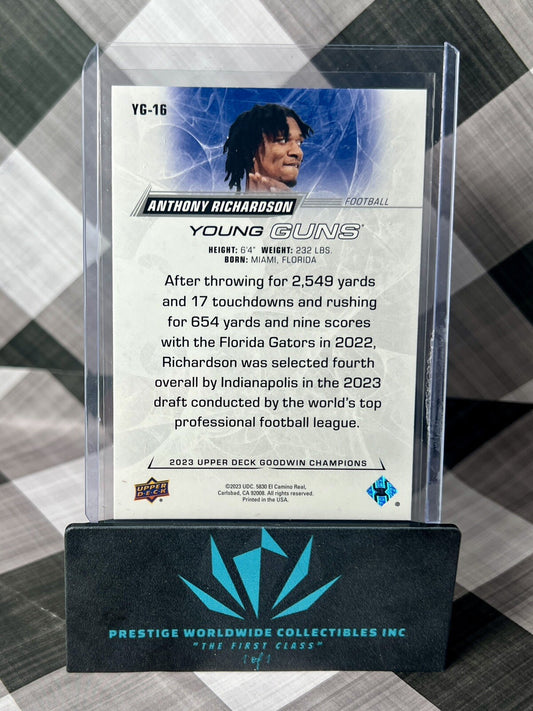 YG-16
ANTHONY RICHARDSON
FOOTBALL
YOUNG GUNS
HEIGHT: 6'4" WEIGHT: 232 LBS.
BORN: MIAMI, FLORIDA
After throwing for 2,549 yards
and 17 touchdowns and rushing
for 654 yards and nine scores
with the Florida Gators in 2022,
Richardson was selected fourth
overall by Indianapolis in the 2023
draft conducted by the world's top
professional football league.
2023 UPPER DECK GOODWIN CHAMPIONS
©2023 UDC. 5830 El Camino Real,
Carlsbad, CA 92008. All rights reserved.
Printed in the USA.
UPPER
DECK
PRESTIGE WORLDWIDE COLLECTIBLES INC
"THE FIRST CLASS"
1 of 1